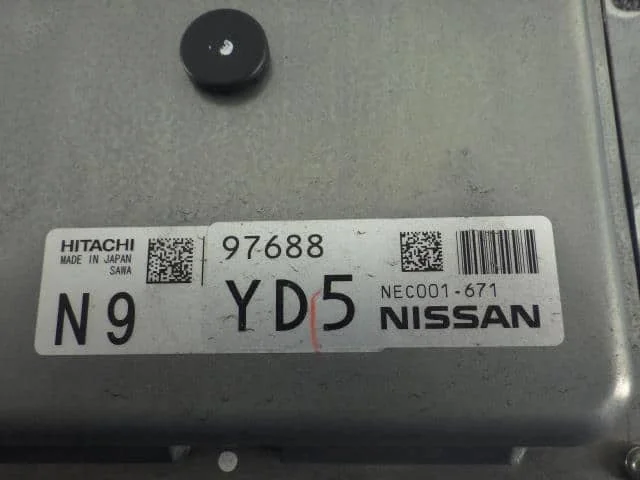 HITACHI
MADE IN JAPAN
SAWA
N9
97688
YD5
NEC001-671
NISSAN